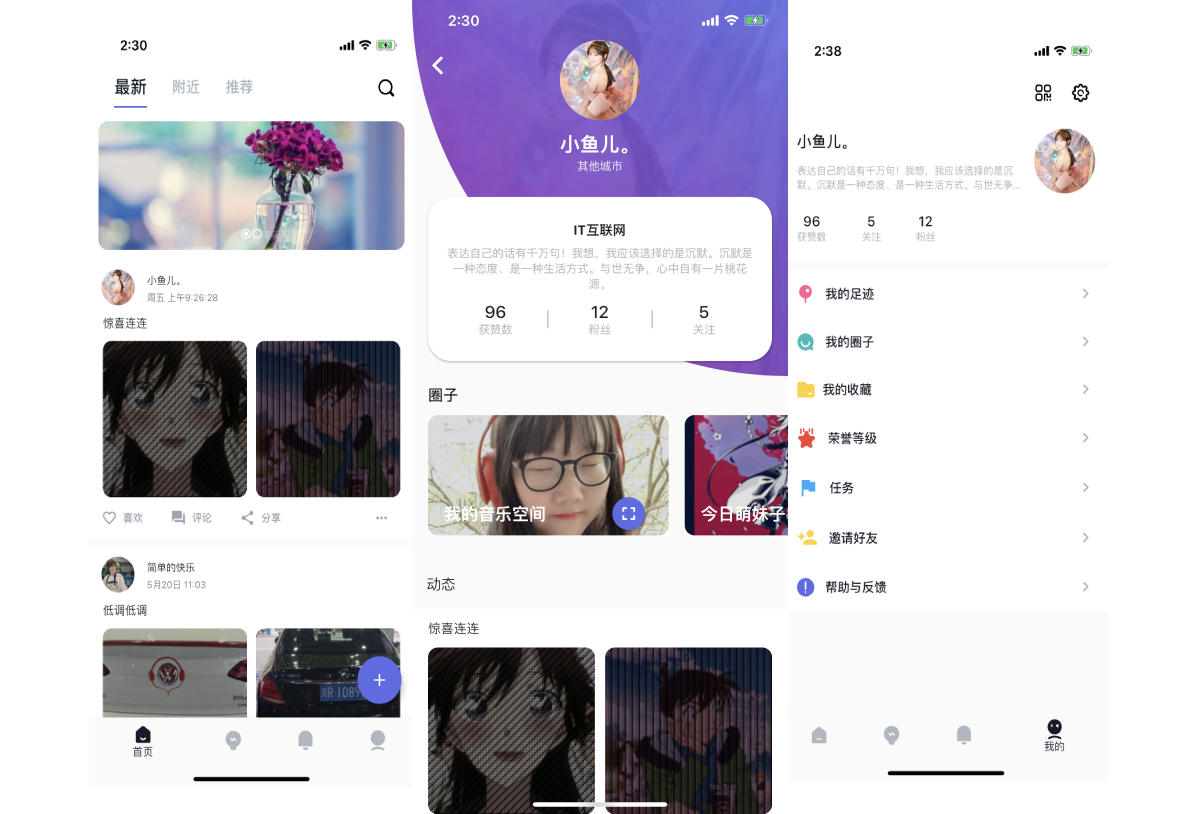 2:30
最新
附近
推荐
小鱼儿。
周五 上午9:26:28
惊喜连连
喜欢
评论
分享
简单的快乐
5月20日 11:03
低调低调
首页
2:30
小鱼儿。
其他城市
IT互联网
表达自己的话有千万句！我想，我应该选择的是沉默。沉默是
一种态度、是一种生活方式。与世无争，心中自有一片桃花
源。
96
12
5
获赞数
粉丝
关注
圈子
我的音乐空间
今日萌妹子
动态
惊喜连连
2:38
小鱼儿。
表达自己的话有千万句！我想，我应该选择的是沉
默。沉默是一种态度、是一种生活方式。与世无争...
96
5
12
获赞数
关注
粉丝
我的足迹
我的圈子
我的收藏
荣誉等级
任务
邀请好友
帮助与反馈
我的